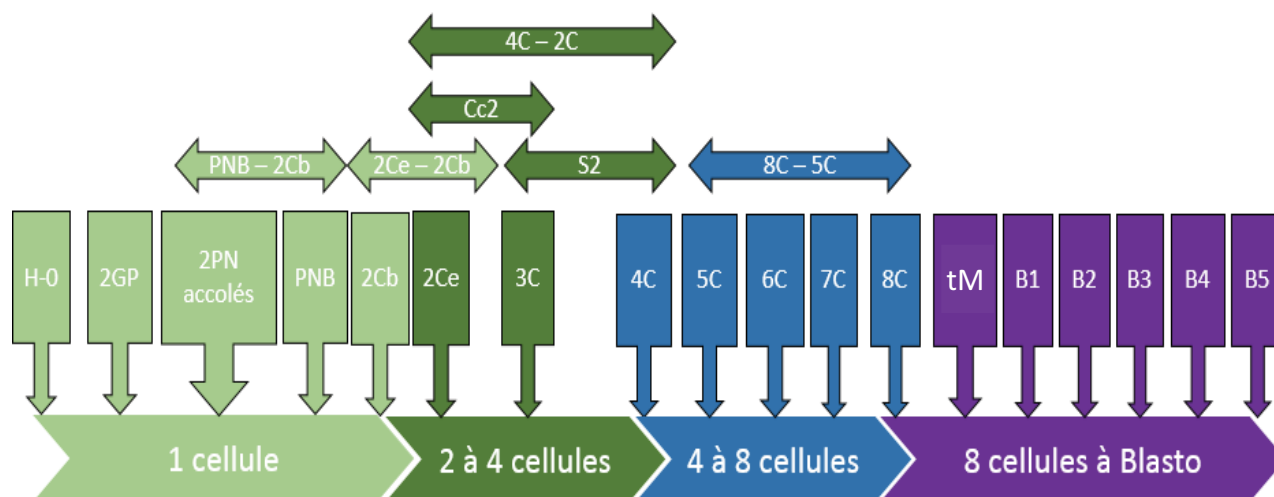 4C – 2C
Cc2
PNB – 2Cb
2Ce – 2Cb
S2
8C – 5C
H-0
2GP
2PN
accolés
PNB
2Cb
2Ce
3C
4C
5C
6C
7C
8C
tM
B1
B2
B3
B4
B5
1 cellule
2 à 4 cellules
4 à 8 cellules
8 cellules à Blasto